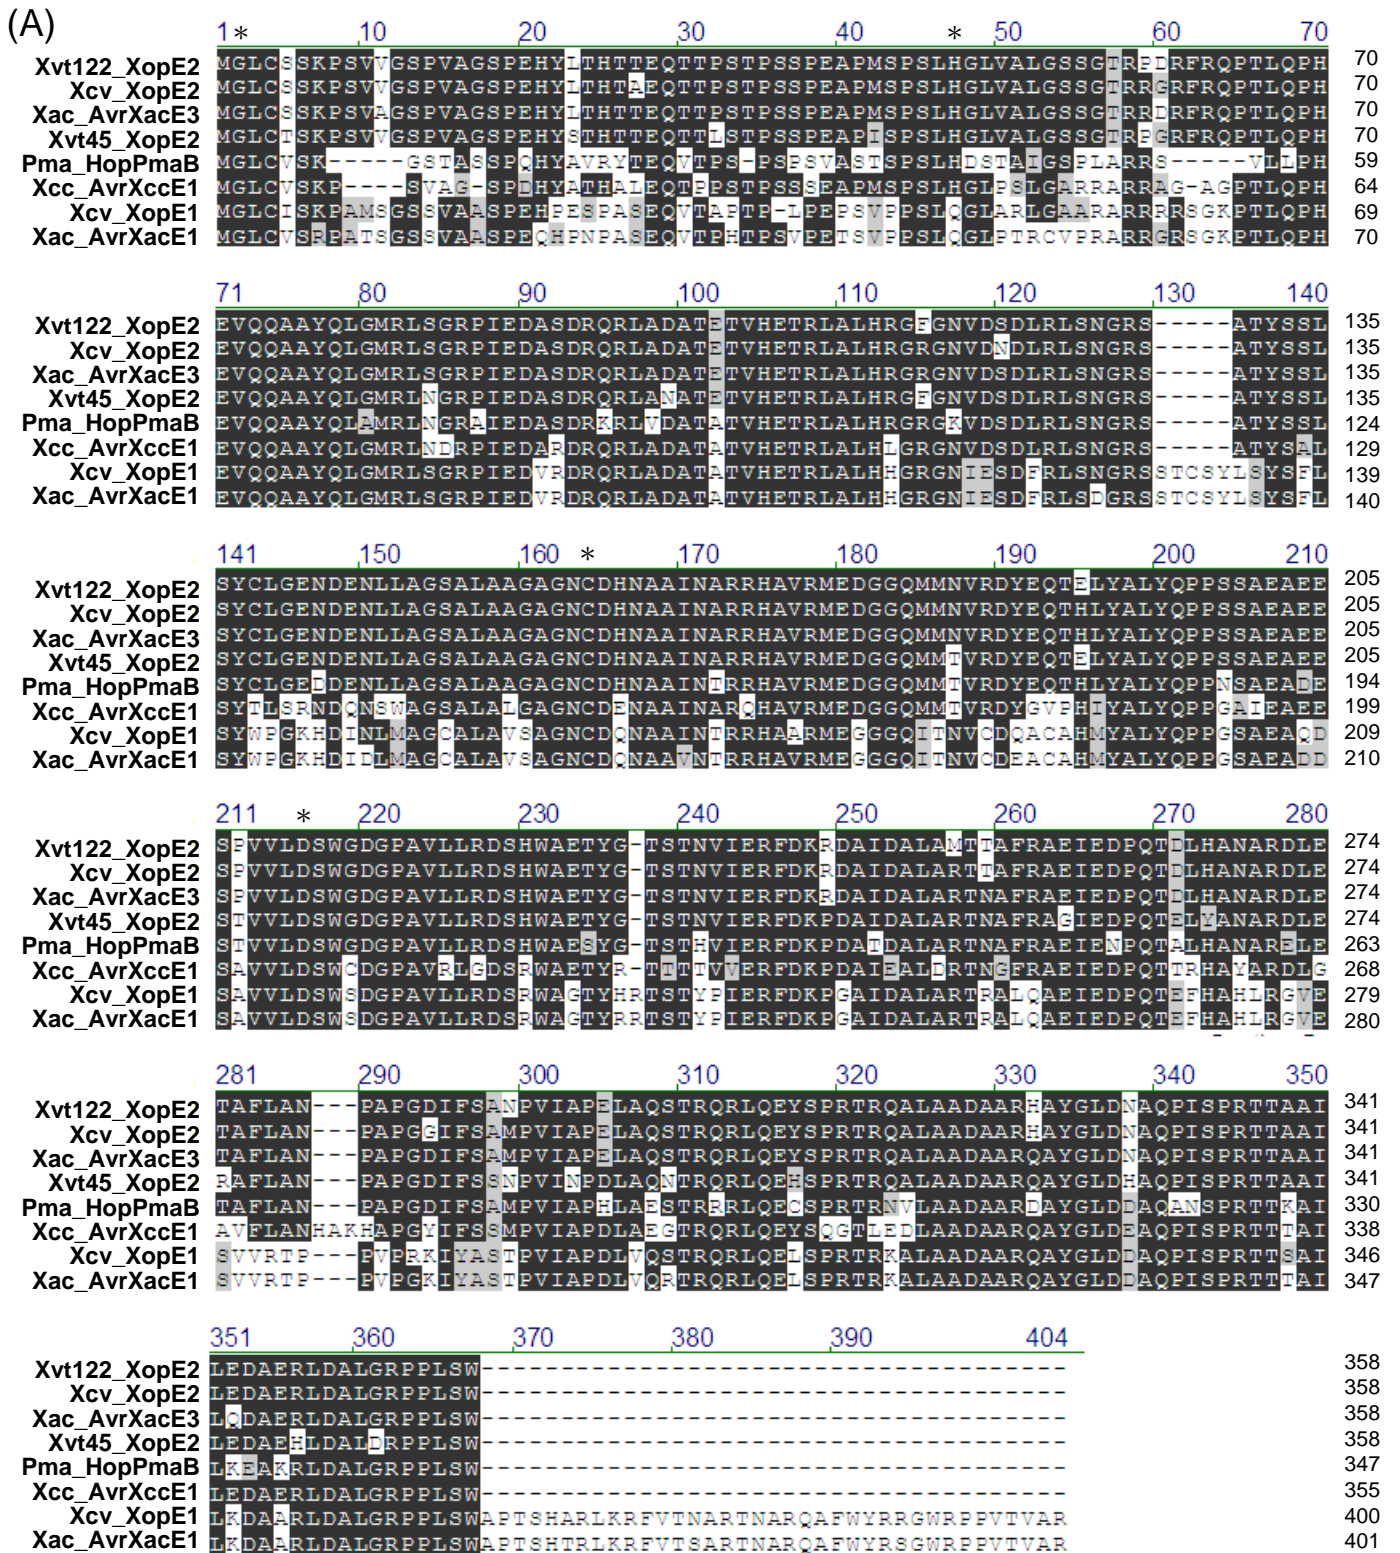 (A)
1 * 10 20 30 40 * 50 60 70
Xvt122_XopE2 MGLCSSKPSVVGSPVAGSPEHYLTHTTEQTTPSTPSSPEAPMSPSLHGLVALGSSGTRPDRFRQPTLQPH 70
Xcv_XopE2 MGLCSSKPSVVGSPVAGSPEHYLTHTAEQTTPSTPSSPEAPMSPSLHGLVALGSSGTRRGRFRQPTLQPH 70
Xac_AvrXacE3 MGLCSSKPSVAGSPVAGSPEHYLTHTTEQTTPSTPSSPEAPMSPSLHGLVALGSSGTRRDRFRQPTLQPH 70
Xvt45_XopE2 MGLCTSKPSVVGSPVAGSPEHYSTHTTEQTTLSTPSSPEAPISPSLHGLVALGSSGTRPGRFRQPTLQPH 70
Pma_HopPmaB MGLCVSK-----GSTASSPQHYAVRYTEQVTPS-PSPSVASTSPSLHDSTAIGSPLARRS-----VLLPH 59
Xcc_AvrXccE1 MGLCVSKP----SVAG-SPDHYATHALEQTPPSTPSSSEAPMSPSLHGLPSLGARRARRAG-AGPTLQPH 64
Xcv_XopE1 MGLCISKPAMSGSSVAASPEHPESPASEQVTAPTP-LPEPSVPPSLQGLARLGAARARRRRSGKPTLQPH 69
Xac_AvrXacE1 MGLCVSRPATSGSSVAASPEQHPNPASEQVTPHTPSVPETSVPPSLQGLPTRCVPRARRGRSGKPTLQPH 70
71 80 90 100 110 120 130 140
Xvt122_XopE2 EVQQAAYQLGMRLSGRPIEDASDRQRLADATETVHETRLALHRGFGNVDSDLRLSNGRS-----ATYSSL 135
Xcv_XopE2 EVQQAAYQLGMRLSGRPIEDASDRQRLADATETVHETRLALHRGRGNVDNDLRLSNGRS-----ATYSSL 135
Xac_AvrXacE3 EVQQAAYQLGMRLSGRPIEDASDRQRLADATETVHETRLALHRGRGNVDSDLRLSNGRS-----ATYSSL 135
Xvt45_XopE2 EVQQAAYQLGMRLNGRPIEDASDRQRLANATETVHETRLALHRGFGNVDSDLRLSNGRS-----ATYSSL 135
Pma_HopPmaB EVQQAAYQLAMRLNGRAIEDASDRKRLVDATATVHETRLALHRGRGKVDSDLRLSNGRS-----ATYSSL 124
Xcc_AvrXccE1 EVQQAAYQLGMRLNDRPIEDARDRQRLADATATVHETRLALHLGRGNVDSDLRLSNGRS-----ATYSAL 129
Xcv_XopE1 EVQQAAYQLGMRLSGRPIEDVRDRQRLADATATVHETRLALHHGRGNIESDFRLSNGRSSTCSYLSYSFL 139
Xac_AvrXacE1 EVQQAAYQLGMRLSGRPIEDVRDRQRLADATATVHETRLALHHGRGNIESDFRLSDGRSSTCSYLSYSFL 140
141 150 160 * 170 180 190 200 210
Xvt122_XopE2 SYCLGENDENLLAGSALAAGAGNCDHNAAINARRHAVRMEDGGQMMNVRDYEQTELYALYQPPSSAEAEE 205
Xcv_XopE2 SYCLGENDENLLAGSALAAGAGNCDHNAAINARRHAVRMEDGGQMMNVRDYEQTHLYALYQPPSSAEAEE 205
Xac_AvrXacE3 SYCLGENDENLLAGSALAAGAGNCDHNAAINARRHAVRMEDGGQMMNVRDYEQTHLYALYQPPSSAEAEE 205
Xvt45_XopE2 SYCLGENDENLLAGSALAAGAGNCDHNAAINARRHAVRMEDGGQMMTVRDYEQTELYALYQPPSSAEAEE 205
Pma_HopPmaB SYCLGEDDENLLAGSALAAGAGNCDHNAAINTRRHAVRMEDGGQMMTVRDYEQTHLYALYQPPNSAEADE 194
Xcc_AvrXccE1 SYTLSRNDQNSWAGSALALGAGNCDENAAINARQHAVRMEDGGQMMTVRDYGVPHIYALYQPPGAIEAEE 199
Xcv_XopE1 SYWPGKHDINLMAGCALAVSAGNCDQNAAINTRRHAARMEGGGQITNVCDQACAHMYALYQPPGSAEAQD 209
Xac_AvrXacE1 SYWPGKHDIDLMAGCALAVSAGNCDQNAAVNTRRHAVRMEGGGQITNVCDEACAHMYALYQPPGSAEADD 210
211 * 220 230 240 250 260 270 280
Xvt122_XopE2 SPVVLDSWGDGPAVLLRDSHWAETYG-TSTNVIERFDKRDAIDALAMTTAFRAEIEDPQTDLHANARDLE 274
Xcv_XopE2 SPVVLDSWGDGPAVLLRDSHWAETYG-TSTNVIERFDKRDAIDALARTTAFRAEIEDPQTDLHANARDLE 274
Xac_AvrXacE3 SPVVLDSWGDGPAVLLRDSHWAETYG-TSTNVIERFDKRDAIDALARTNAFRAEIEDPQTDLHANARDLE 274
Xvt45_XopE2 STVVLDSWGDGPAVLLRDSHWAETYG-TSTNVIERFDKPDAIDALARTNAFRAGIEDPQTELYANARDLE 274
Pma_HopPmaB STVVLDSWGDGPAVLLRDSHWAESYG-TSTHVIERFDKPDATDALARTNAFRAEIENPQTALHANARELE 263
Xcc_AvrXccE1 SAVVLDSWCDGPAVRLGDSRWAETYR-TTTTVVERFDKPDAIEALDRTNGFRAEIEDPQTTRHAYARDLG 268
Xcv_XopE1 SAVVLDSWSDGPAVLLRDSRWAGTYHRTSTYPIERFDKPGAIDALARTRALQAEIEDPQTEFHAHLRGVE 279
Xac_AvrXacE1 SAVVLDSWSDGPAVLLRDSRWAGTYRRTSTYPIERFDKPGAIDALARTRALQAEIEDPQTEFHAHLRGVE 280
281 290 300 310 320 330 340 350
Xvt122_XopE2 TAFLAN---PAPGDIFSANPVIAPELAQSTRQRLQEYSPRTRQALAADAARHAYGLDNAQPISPRTTAAI 341
Xcv_XopE2 TAFLAN---PAPGGIFSAMPVIAPELAQSTRQRLQEYSPRTRQALAADAARHAYGLDNAQPISPRTTAAI 341
Xac_AvrXacE3 TAFLAN---PAPGDIFSAMPVIAPELAQSTRQRLQEYSPRTRQALAADAARQAYGLDNAQPISPRTTAAI 341
Xvt45_XopE2 RAFLAN---PAPGDIFSSNPVINPDLAQNTRQRLQEHSPRTRQALAADAARQAYGLDHAQPISPRTTAAI 341
Pma_HopPmaB TAFLAN---PAPGDIFSAMPVIAPHLAESTRRRLQECSPRTRNVLAADAARDAYGLDDAQANSPRTTKAI 330
Xcc_AvrXccE1 AVFLANHAKHAPGYIFSSMPVIAPDLAEGTRQRLQEYSQGTLEDLAADAARQAYGLDEAQPISPRTTTAI 338
Xcv_XopE1 SVVRTP---PVPRKIYASTPVIAPDLVQSTRQRLQELSPRTRKALAADAARQAYGLDDAQPISPRTTSAI 346
Xac_AvrXacE1 SVVRTP---PVPGKIYASTPVIAPDLVQRTRQRLQELSPRTRKALAADAARQAYGLDDAQPISPRTTTAI 347
351 360 370 380 390 404
Xvt122_XopE2 LEDAERLDALGRPPLSW------------------------------------- 358
Xcv_XopE2 LEDAERLDALGRPPLSW------------------------------------- 358
Xac_AvrXacE3 LQDAERLDALGRPPLSW------------------------------------- 358
Xvt45_XopE2 LEDAEHLDALDRPPLSW------------------------------------- 358
Pma_HopPmaB LKEAKRLDALGRPPLSW------------------------------------- 347
Xcc_AvrXccE1 LEDAERLDALGRPPLSW------------------------------------- 355
Xcv_XopE1 LKDAARLDALGRPPLSWAPTSHARLKRFVTNARTNARQAFWYRRGWRPPVTVAR 400
Xac_AvrXacE1 LKDAARLDALGRPPLSWAPTSHTRLKRFVTSARTNARQAFWYRSGWRPPVTVAR 401